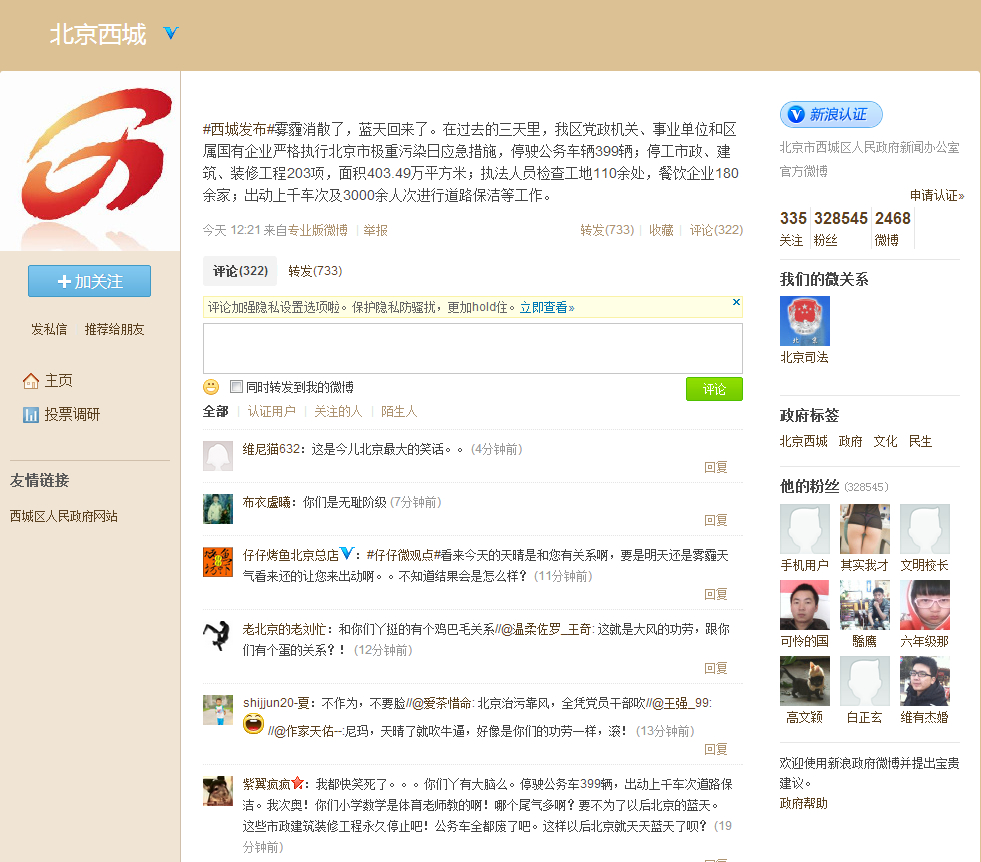 北京西城
#西城发布#雾霾消散了，蓝天回来了。在过去的三天里，我区党政机关、事业单位和区
属国有企业严格执行北京市极重污染日应急措施，停驶公务车辆399辆；停工市政、建
筑、装修工程203项，面积403.49万平方米；执法人员检查工地110余处，餐饮企业180
余家；出动上千车次及3000余人次进行道路保洁等工作。
今天 12:21 来自专业版微博 | 举报
转发(733) | 收藏 | 评论(322)
评论(322) 转发(733)
评论加强隐私设置选项啦。保护隐私防骚扰，更加hold住。立即查看»
同时转发到我的微博
评论
全部 | 认证用户 | 关注的人 | 陌生人
维尼猫632：这是今儿北京最大的笑话。。(4分钟前)
回复
布衣盧曦：你们是无耻阶级 (7分钟前)
回复
仔仔烤鱼北京总店：#仔仔微观点#看来今天的天晴是和您有关系啊，要是明天还是雾霾天
气看来还的让您来出动啊。。不知道结果会是怎么样？ (11分钟前)
回复
老北京的老刘忙：和你们丫挺的有个鸡巴毛关系//@温柔佐罗_王奇: 这就是大风的功劳，跟你
们有个蛋的关系？！ (12分钟前)
回复
shijjun20-夏：不作为，不要脸//@爱茶惜命: 北京治污靠风，全凭党员干部吹//@王强_99:
//@作家天佑--:尼玛，天晴了就吹牛逼，好像是你们的功劳一样，滚！ (13分钟前)
回复
紫翼疯疯：我都快笑死了。。。你们丫有大脑么。停驶公务车399辆，出动上千车次道路保
洁。我次奥！你们小学数学是体育老师教的啊！哪个尾气多啊？要不为了以后北京的蓝天。
这些市政建筑装修工程永久停止吧！公务车全都废了吧。这样以后北京就天天蓝天了呗？ (19
分钟前)
回复
加关注
发私信 推荐给朋友
主页
投票调研
友情链接
西城区人民政府网站
新浪认证
北京市西城区人民政府新闻办公室
官方微博
申请认证»
335 328545 2468
关注 粉丝 微博
我们的微关系
北 京
北京司法
政府标签
北京西城 政府 文化 民生
他的粉丝 (328545)
手机用户 其实我才 文明校长
可怜的国 驕鷹 六年级那
高文颖 白正玄 维有杰婚
欢迎使用新浪政府微博并提出宝贵
建议。
政府帮助